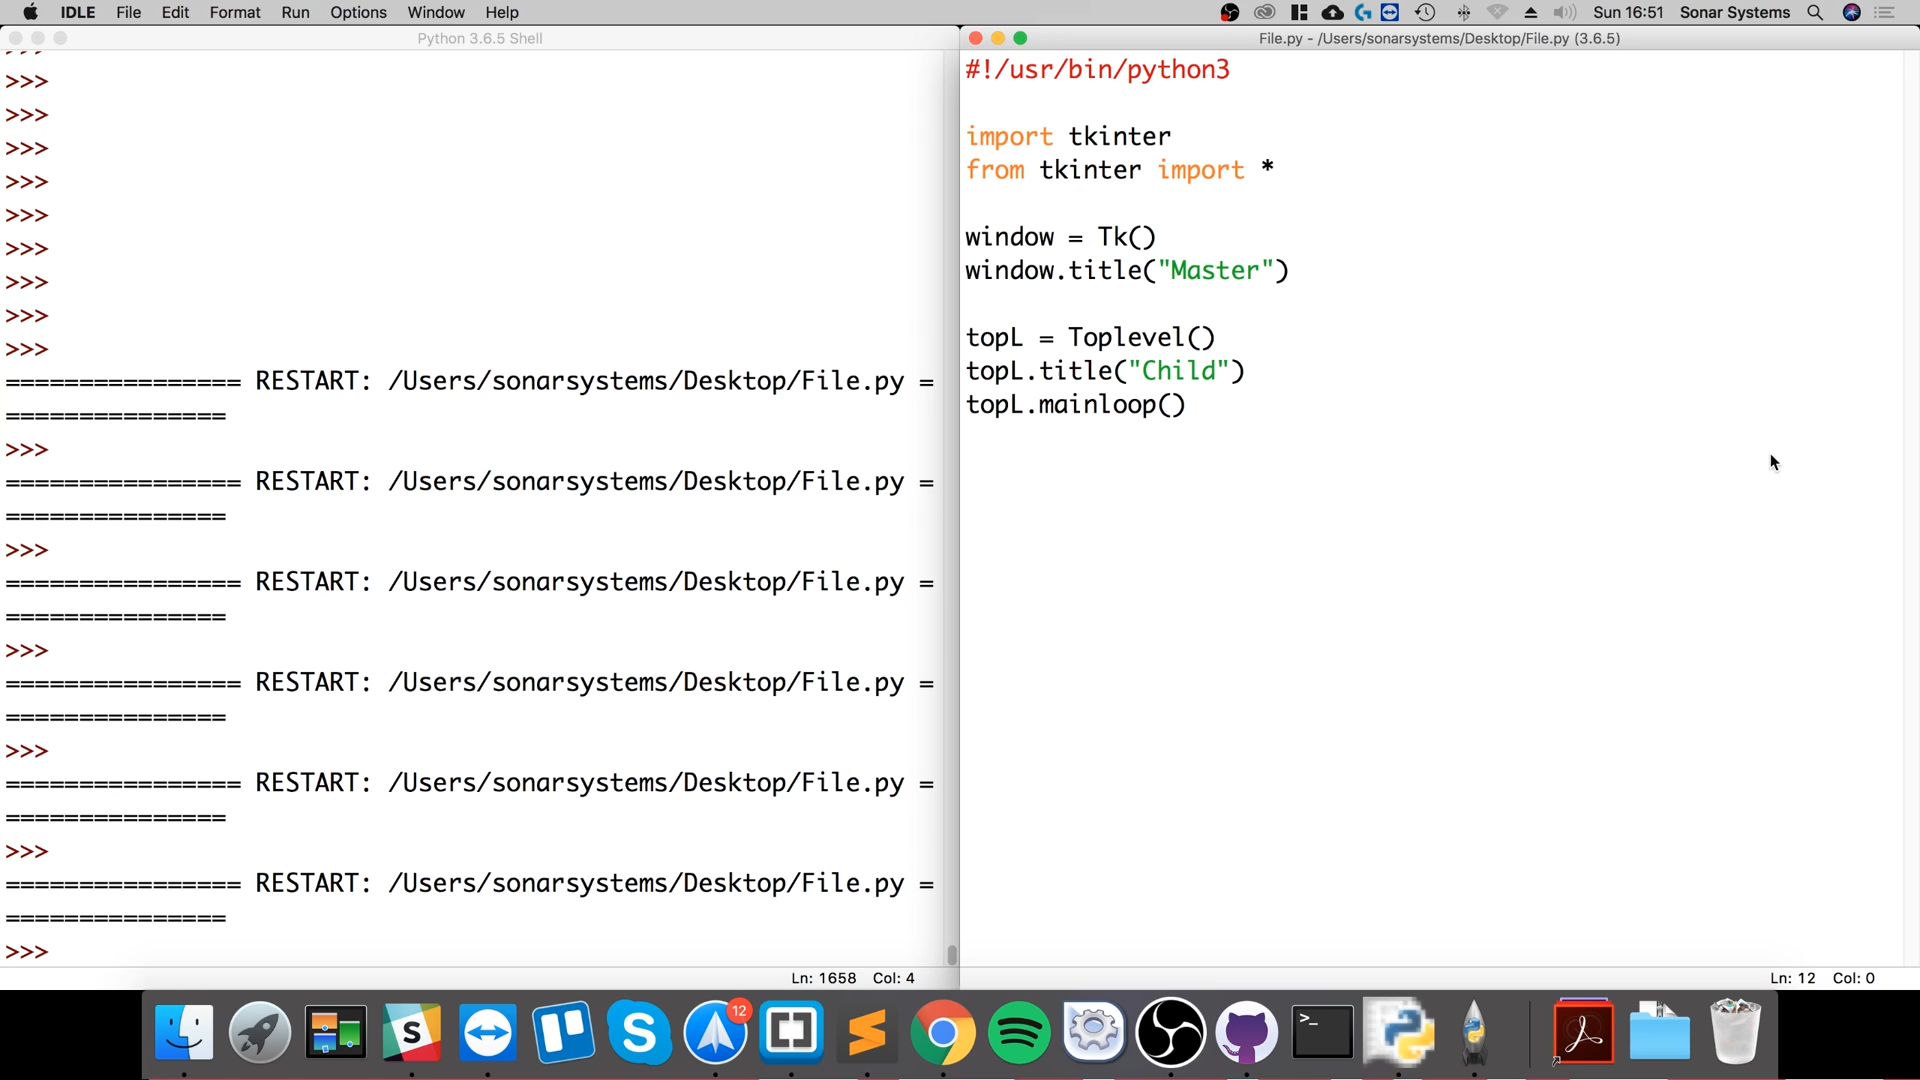 IDLE File Edit Format Run Options Window Help
Sun 16:51 Sonar Systems
Python 3.6.5 Shell
>>>
>>>
>>>
>>>
>>>
>>>
>>>
>>>
>>>
================ RESTART: /Users/sonarsystems/Desktop/File.py =
===============
>>>
================ RESTART: /Users/sonarsystems/Desktop/File.py =
===============
>>>
================ RESTART: /Users/sonarsystems/Desktop/File.py =
===============
>>>
================ RESTART: /Users/sonarsystems/Desktop/File.py =
===============
>>>
================ RESTART: /Users/sonarsystems/Desktop/File.py =
===============
>>>
================ RESTART: /Users/sonarsystems/Desktop/File.py =
===============
>>>
Ln: 1658 Col: 4
File.py - /Users/sonarsystems/Desktop/File.py (3.6.5)
#!/usr/bin/python3
import tkinter
from tkinter import *
window = Tk()
window.title("Master")
topL = Toplevel()
topL.title("Child")
topL.mainloop()
Ln: 12 Col: 0
S
S
12
>_